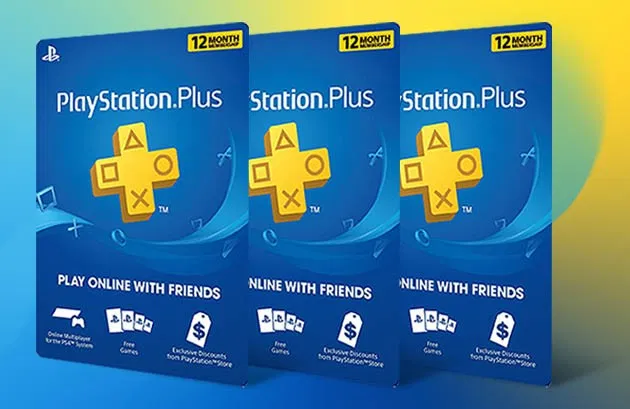 12 MONTH
MEMBERSHIP
PlayStation.Plus
TM
PLAY ONLINE WITH FRIENDS
Online Multiplayer
for the PS4™ System
Free
Games
Exclusive Discounts
from PlayStation™Store
12 MONTH
MEMBERSHIP
Station.Plus
TM
NLINE WITH FRIENDS
Free
Games
Exclusive Discounts
from PlayStation™Store
12 MONTH
MEMBERSHIP
Station.Plus
TM
NLINE WITH FRIENDS
Free
Games
Exclusive Discounts
from PlayStation™Store